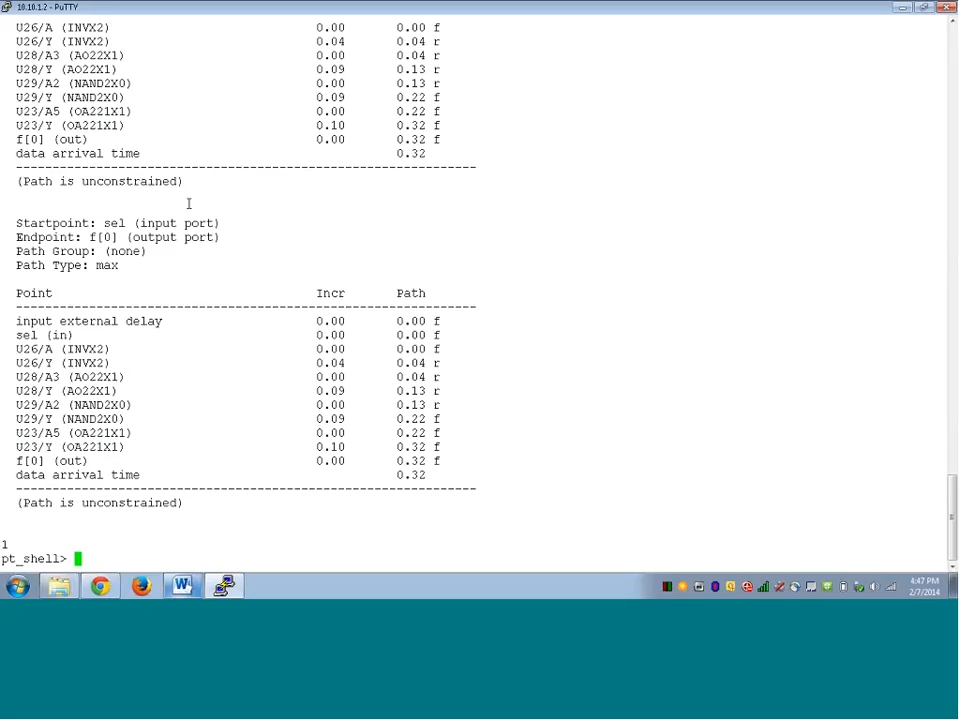 10.10.1.2 - PuTTY
U26/A (INVX2) 0.00 0.00 f
U26/Y (INVX2) 0.04 0.04 r
U28/A3 (AO22X1) 0.00 0.04 r
U28/Y (AO22X1) 0.09 0.13 r
U29/A2 (NAND2X0) 0.00 0.13 r
U29/Y (NAND2X0) 0.09 0.22 f
U23/A5 (OA221X1) 0.00 0.22 f
U23/Y (OA221X1) 0.10 0.32 f
f[0] (out) 0.00 0.32 f
data arrival time 0.32
---------------------------------------------------------------
(Path is unconstrained)
Startpoint: sel (input port)
Endpoint: f[0] (output port)
Path Group: (none)
Path Type: max
Point Incr Path
---------------------------------------------------------------
input external delay 0.00 0.00 f
sel (in) 0.00 0.00 f
U26/A (INVX2) 0.00 0.00 f
U26/Y (INVX2) 0.04 0.04 r
U28/A3 (AO22X1) 0.00 0.04 r
U28/Y (AO22X1) 0.09 0.13 r
U29/A2 (NAND2X0) 0.00 0.13 r
U29/Y (NAND2X0) 0.09 0.22 f
U23/A5 (OA221X1) 0.00 0.22 f
U23/Y (OA221X1) 0.10 0.32 f
f[0] (out) 0.00 0.32 f
data arrival time 0.32
---------------------------------------------------------------
(Path is unconstrained)
1
pt_shell>
4:47 PM
2/7/2014